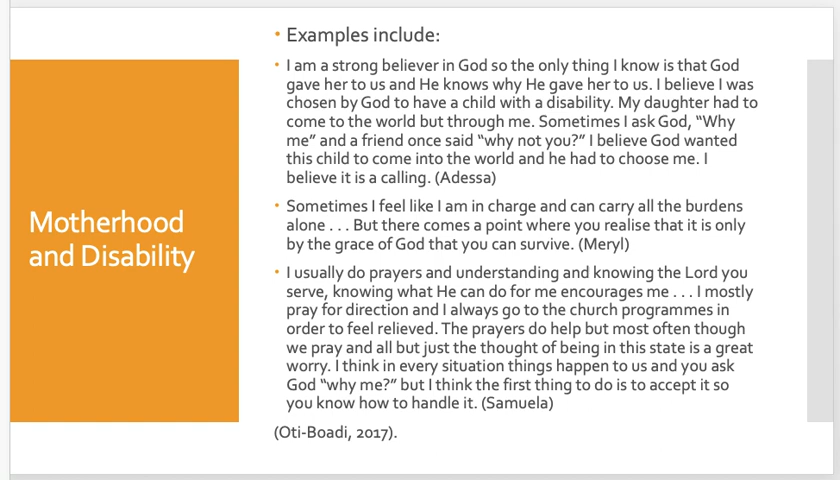 Motherhood
and Disability
• Examples include:
• I am a strong believer in God so the only thing I know is that God
gave her to us and He knows why He gave her to us. I believe I was
chosen by God to have a child with a disability. My daughter had to
come to the world but through me. Sometimes I ask God, “Why
me” and a friend once said “why not you?” I believe God wanted
this child to come into the world and he had to choose me. I
believe it is a calling. (Adessa)
• Sometimes I feel like I am in charge and can carry all the burdens
alone . . . But there comes a point where you realise that it is only
by the grace of God that you can survive. (Meryl)
• I usually do prayers and understanding and knowing the Lord you
serve, knowing what He can do for me encourages me . . . I mostly
pray for direction and I always go to the church programmes in
order to feel relieved. The prayers do help but most often though
we pray and all but just the thought of being in this state is a great
worry. I think in every situation things happen to us and you ask
God “why me?” but I think the first thing to do is to accept it so
you know how to handle it. (Samuela)
(Oti-Boadi, 2017).